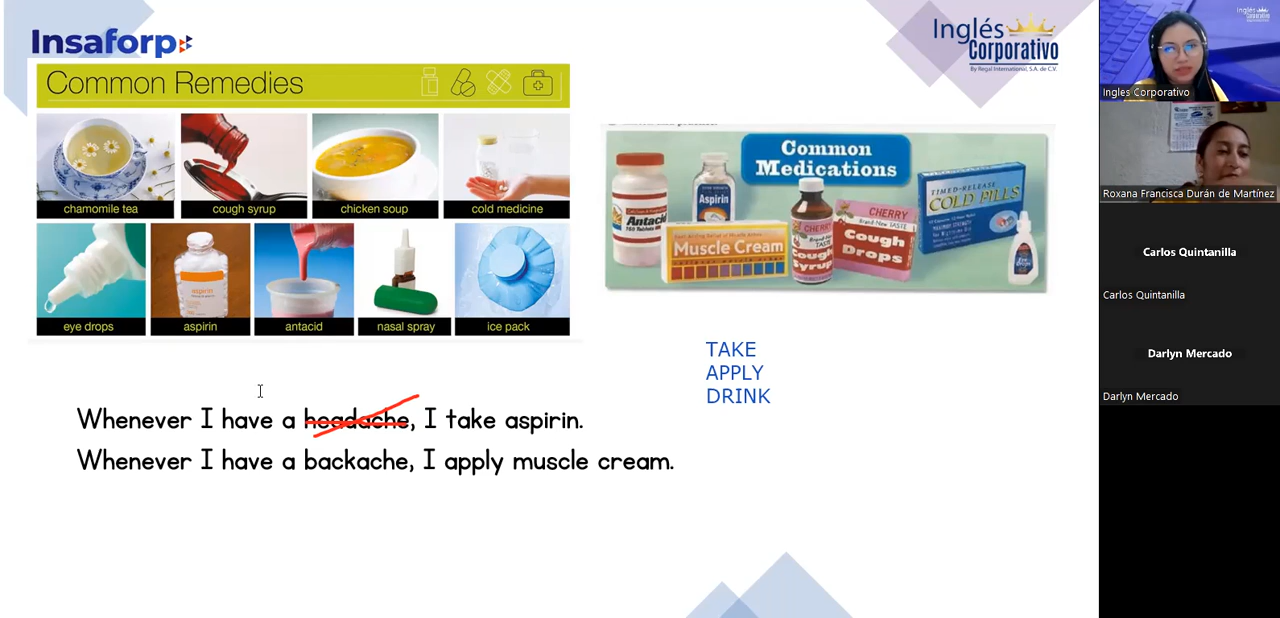 Insaforp
Inglés
Corporativo
By Regal International, S.A. de C.V.
Common Remedies
chamomile tea
cough syrup
chicken soup
cold medicine
eye drops
aspirin
antacid
nasal spray
ice pack
Common
Medications
Antacid
Aspirin
Muscle Cream
CHERRY
Cough
Syrup
CHERRY
Cough
Drops
TIMED-RELEASE
COLD PILLS
TAKE
APPLY
DRINK
Whenever I have a headache, I take aspirin.
Whenever I have a backache, I apply muscle cream.
Ingles Corporativo
Roxana Francisca Durán de Martínez
Carlos Quintanilla
Carlos Quintanilla
Darlyn Mercado
Darlyn Mercado